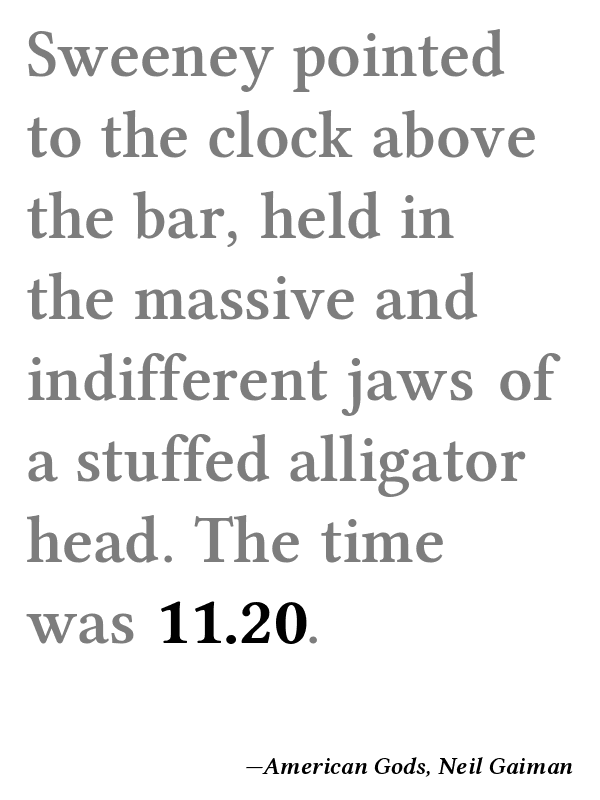 Sweeney pointed
to the clock above
the bar, held in
the massive and
indifferent jaws of
a stuffed alligator
head. The time
was 11.20.
—American Gods, Neil Gaiman